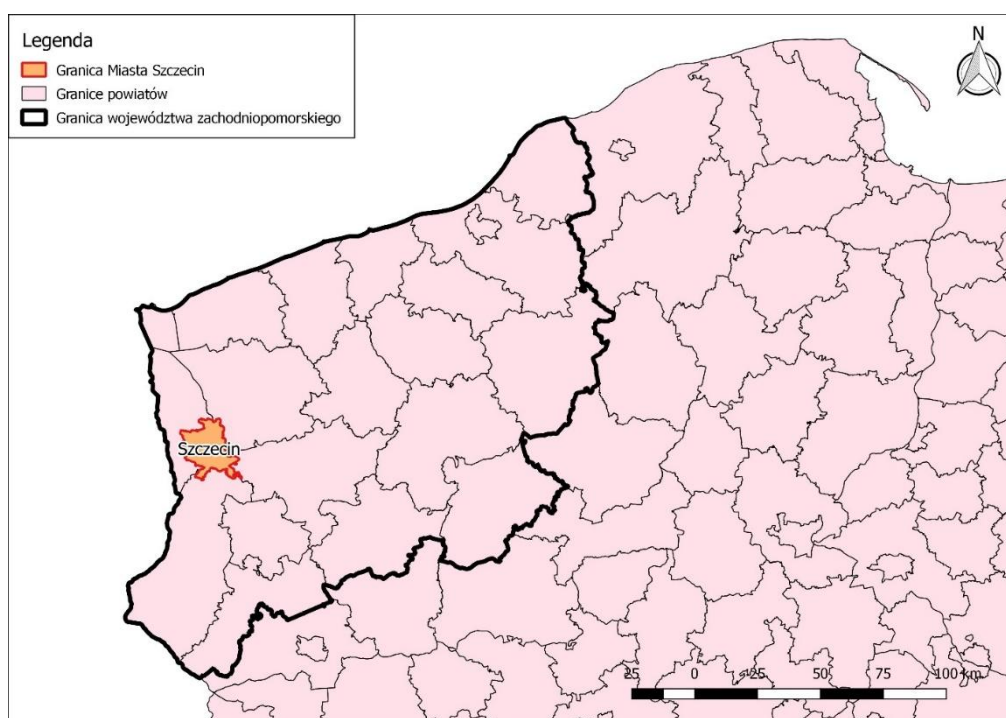 Legenda
Granica Miasta Szczecin
Granice powiatów
Granica województwa zachodniopomorskiego
N
Szczecin
25 0 25 50 75 100 km